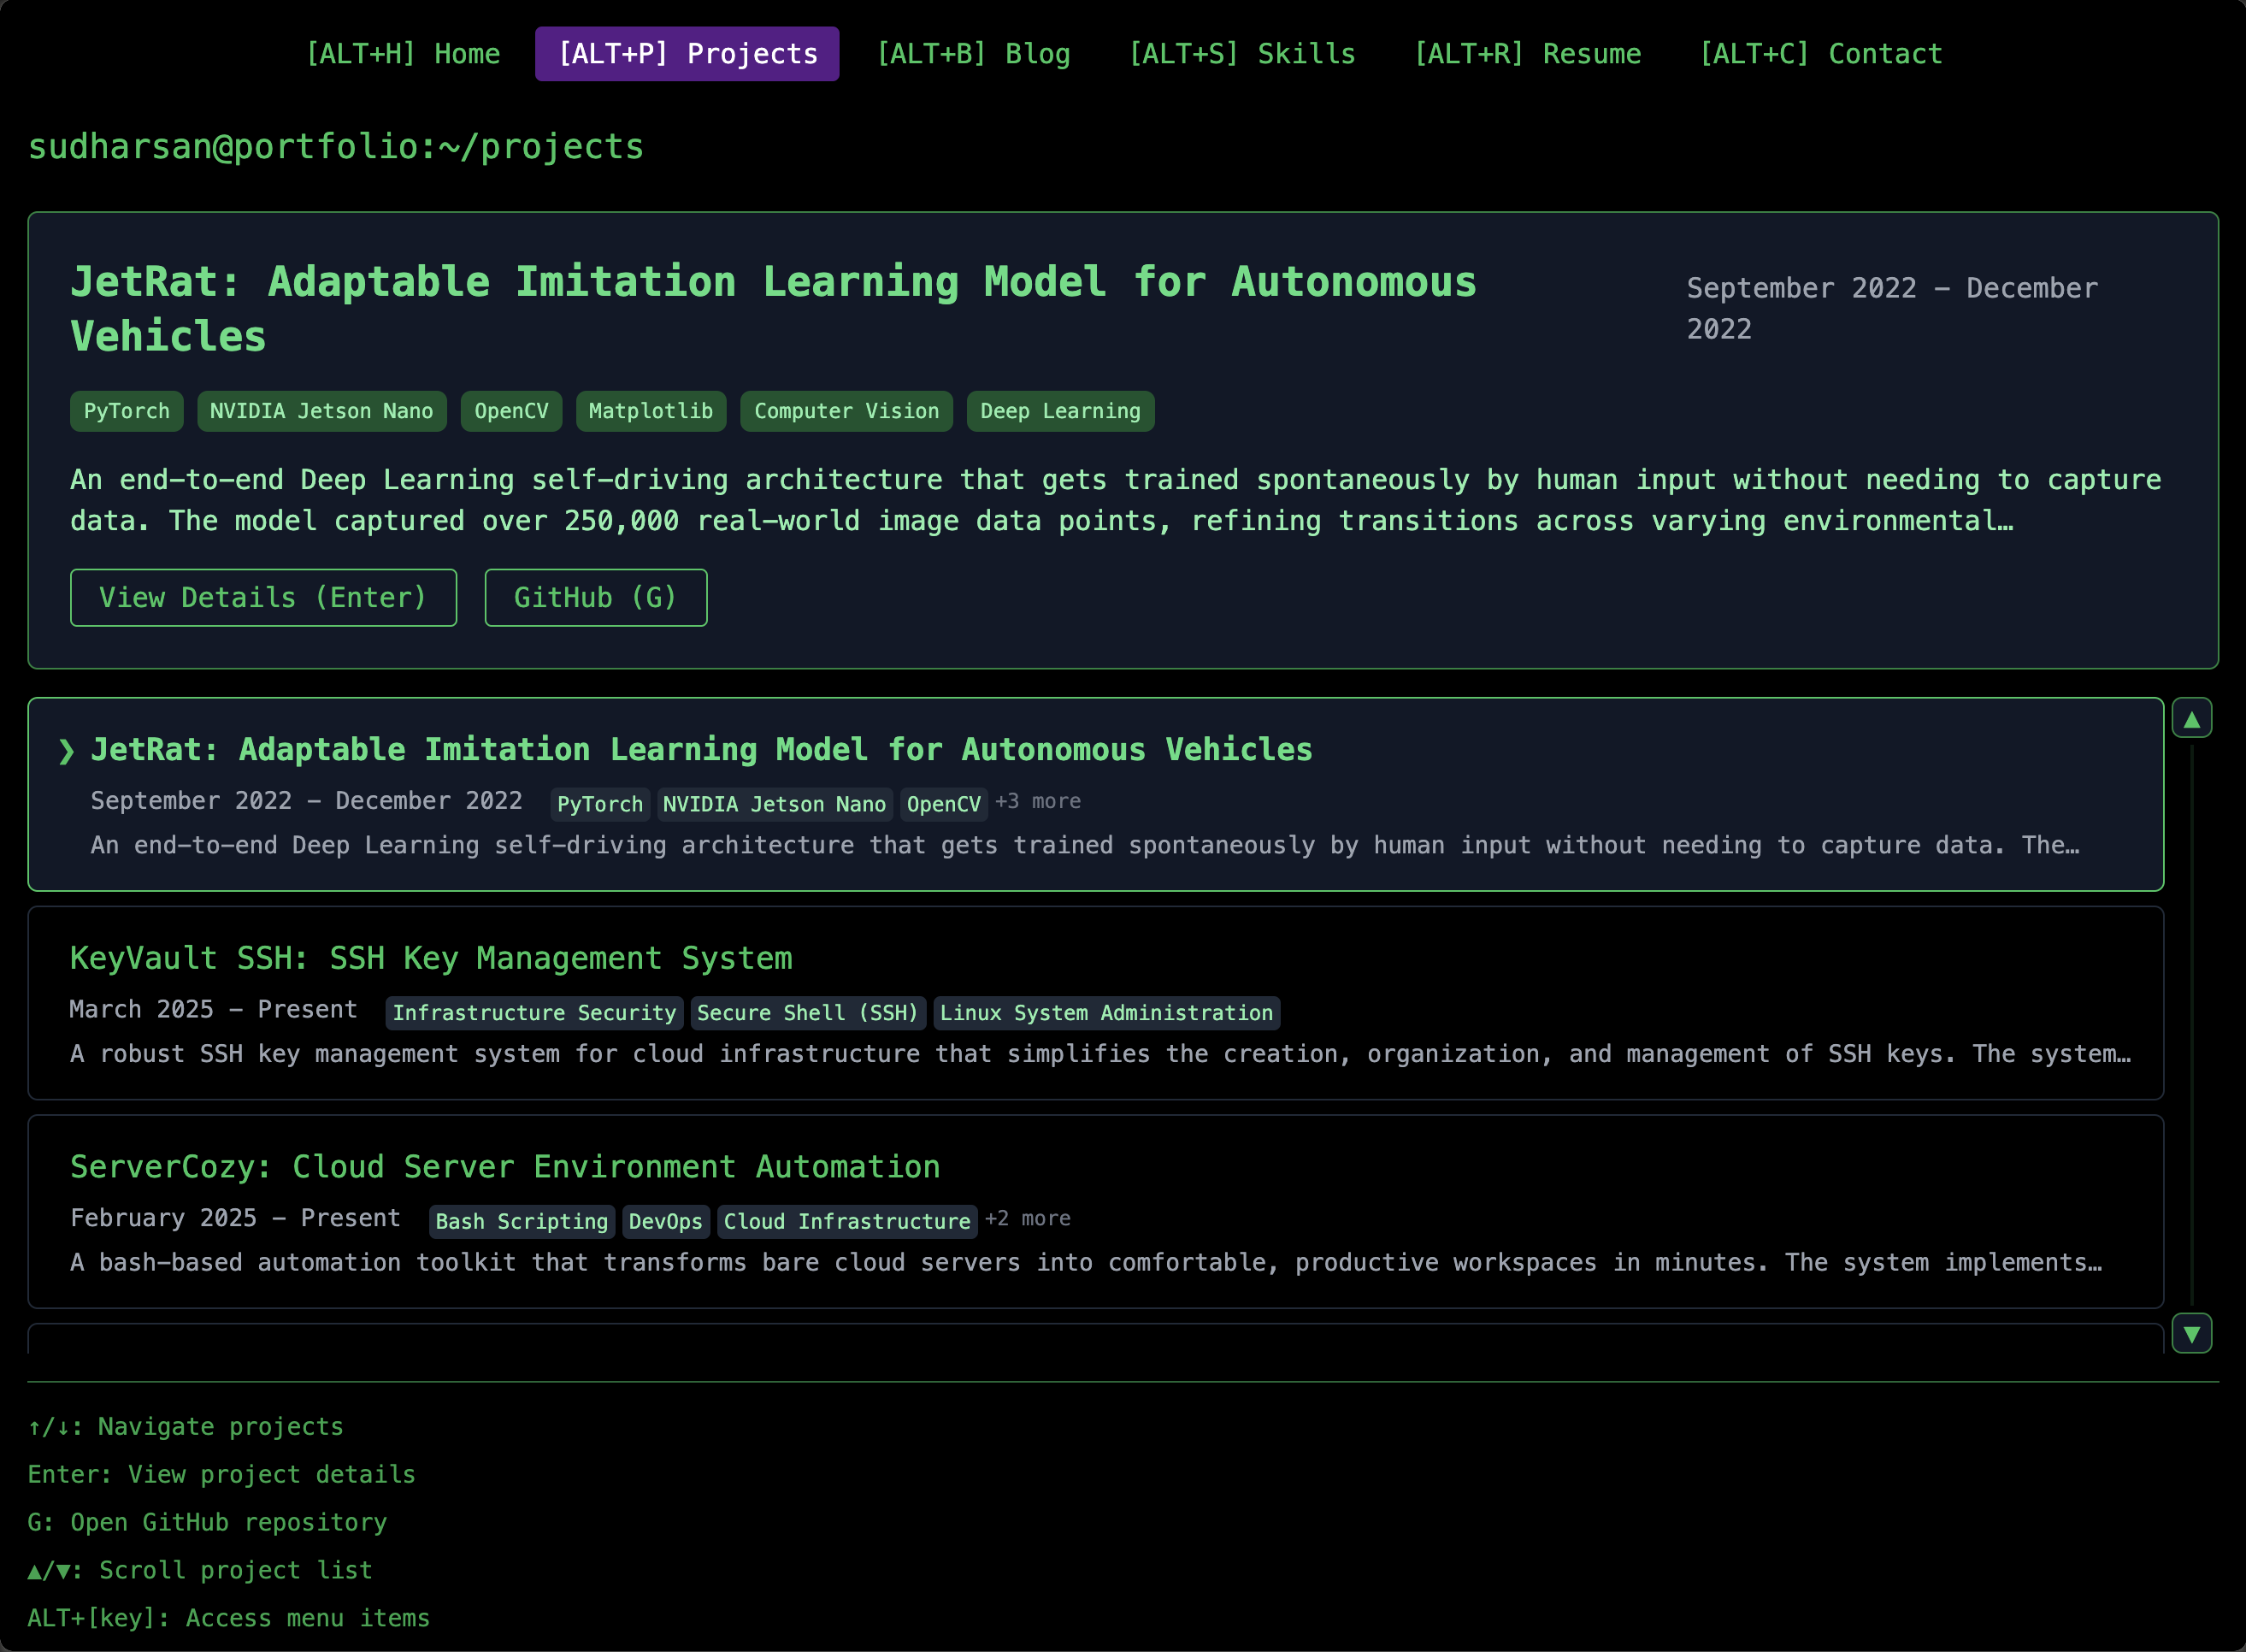 [ALT+H] Home [ALT+P] Projects [ALT+B] Blog [ALT+S] Skills [ALT+R] Resume [ALT+C] Contact
sudharsan@portfolio:~/projects
JetRat: Adaptable Imitation Learning Model for Autonomous
Vehicles
September 2022 – December
2022
PyTorch NVIDIA Jetson Nano OpenCV Matplotlib Computer Vision Deep Learning
An end-to-end Deep Learning self-driving architecture that gets trained spontaneously by human input without needing to capture
data. The model captured over 250,000 real-world image data points, refining transitions across varying environmental…
View Details (Enter) GitHub (G)
❯ JetRat: Adaptable Imitation Learning Model for Autonomous Vehicles
September 2022 – December 2022 PyTorch NVIDIA Jetson Nano OpenCV +3 more
An end-to-end Deep Learning self-driving architecture that gets trained spontaneously by human input without needing to capture data. The…
KeyVault SSH: SSH Key Management System
March 2025 – Present Infrastructure Security Secure Shell (SSH) Linux System Administration
A robust SSH key management system for cloud infrastructure that simplifies the creation, organization, and management of SSH keys. The system…
ServerCozy: Cloud Server Environment Automation
February 2025 – Present Bash Scripting DevOps Cloud Infrastructure +2 more
A bash-based automation toolkit that transforms bare cloud servers into comfortable, productive workspaces in minutes. The system implements…
↑/↓: Navigate projects
Enter: View project details
G: Open GitHub repository
▲/▼: Scroll project list
ALT+[key]: Access menu items